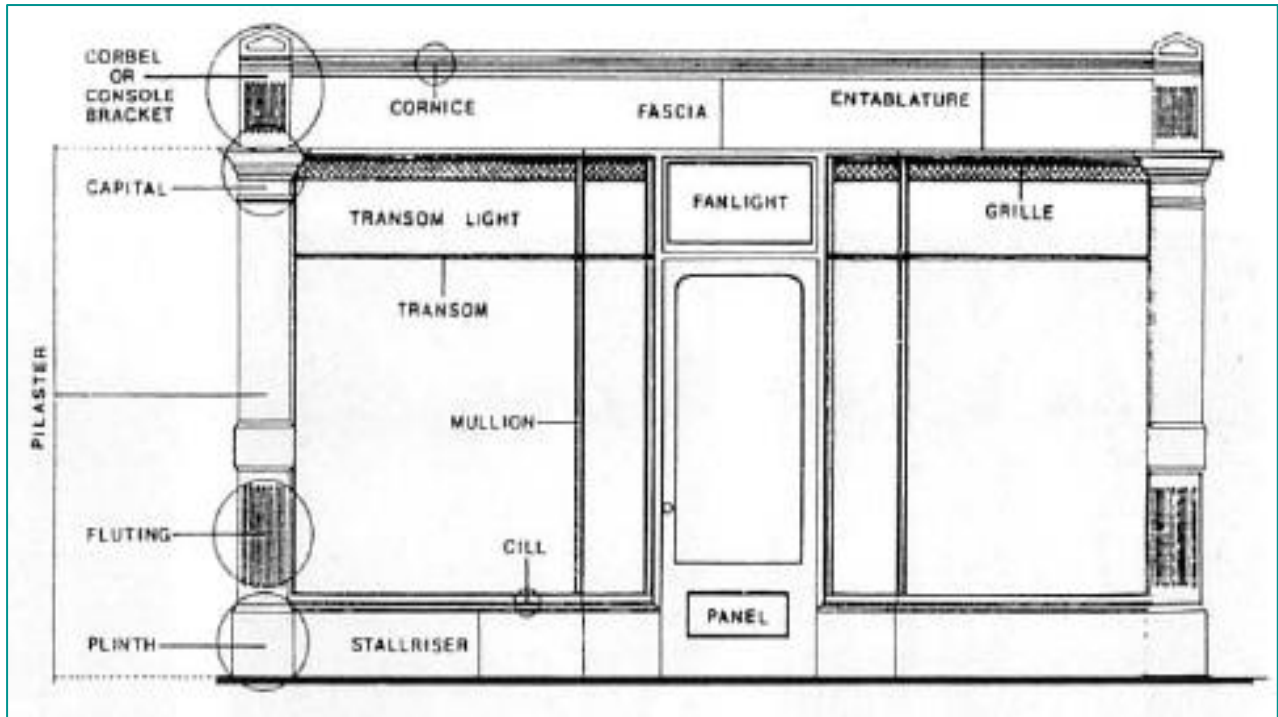 CORBEL
OR
CONSOLE
BRACKET
CORNICE
FASCIA
ENTABLATURE
CAPITAL
TRANSOM LIGHT
FANLIGHT
GRILLE
TRANSOM
PILASTER
MULLION
FLUTING
CILL
PLINTH
STALLRISER
PANEL